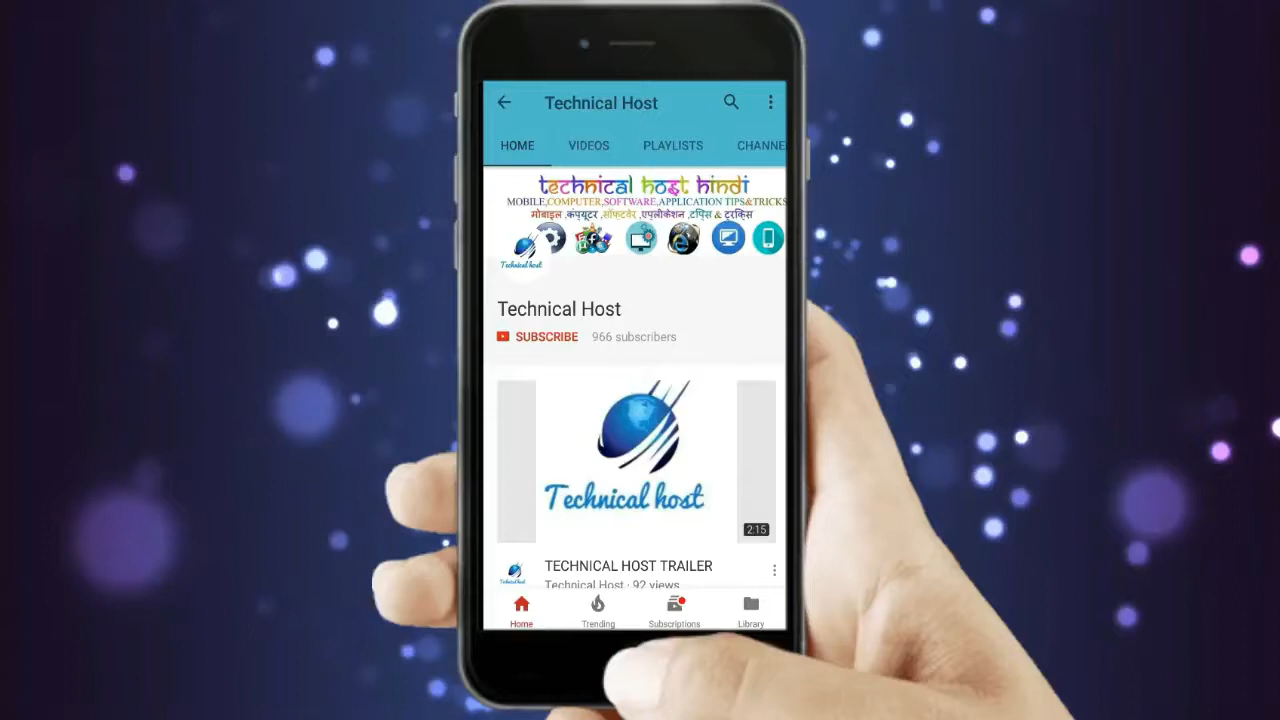 Technical Host
HOME VIDEOS PLAYLISTS CHANNE
technical host hindi
MOBILE,COMPUTER,SOFTWARE,APPLICATION TIPS&TRICKS
मोबाइल ,कंप्यूटर ,सॉफ्टवेर ,एप्लीकेशन ,टिप्स & ट्रिक्स
Technical host
Technical Host
SUBSCRIBE 966 subscribers
Technical host
2:15
TECHNICAL HOST TRAILER
Technical Host · 92 views
Technical host
Home Trending Subscriptions Library